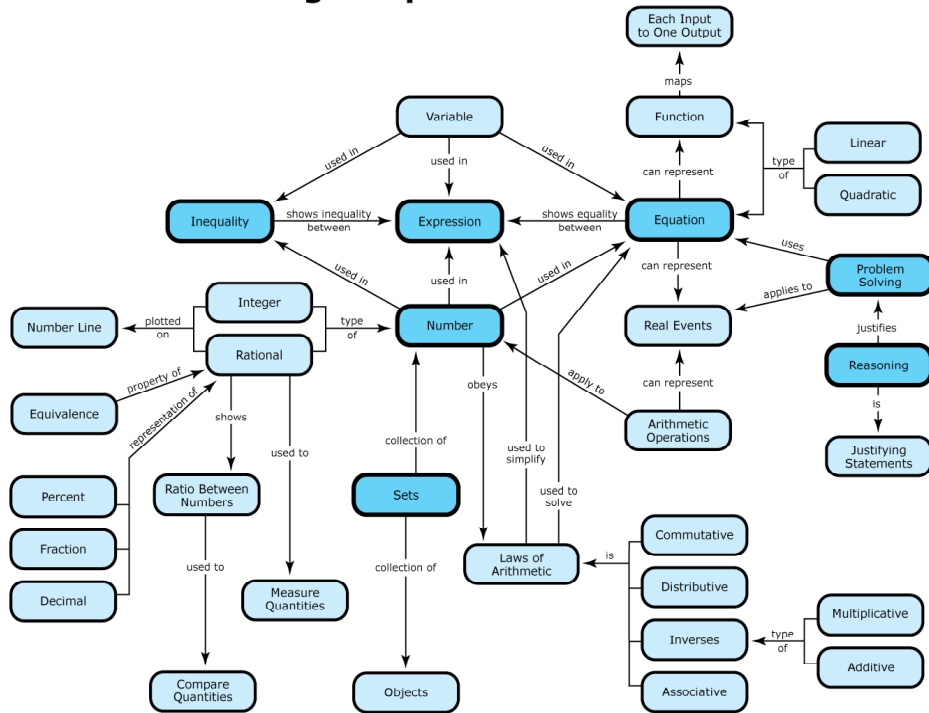 Each Input
to One Output
maps
Variable
Function
Linear
used in
used in
used in
can represent
type
of
Quadratic
Inequality
shows inequality
between
Expression
shows equality
between
Equation
uses
used in
used in
used in
can represent
Problem
Solving
applies to
Integer
Number Line
plotted
on
type
of
Number
Real Events
justifies
Rational
property of
representation of
obeys
apply to
can represent
Reasoning
Equivalence
shows
is
collection of
Arithmetic
Operations
used to
used to
simplify
Justifying
Statements
Percent
Ratio Between
Numbers
Sets
used to
solve
Fraction
used to
collection of
Laws of
Arithmetic
is
Commutative
Decimal
Measure
Quantities
Distributive
Multiplicative
Inverses
type
of
Additive
Compare
Quantities
Objects
Associative